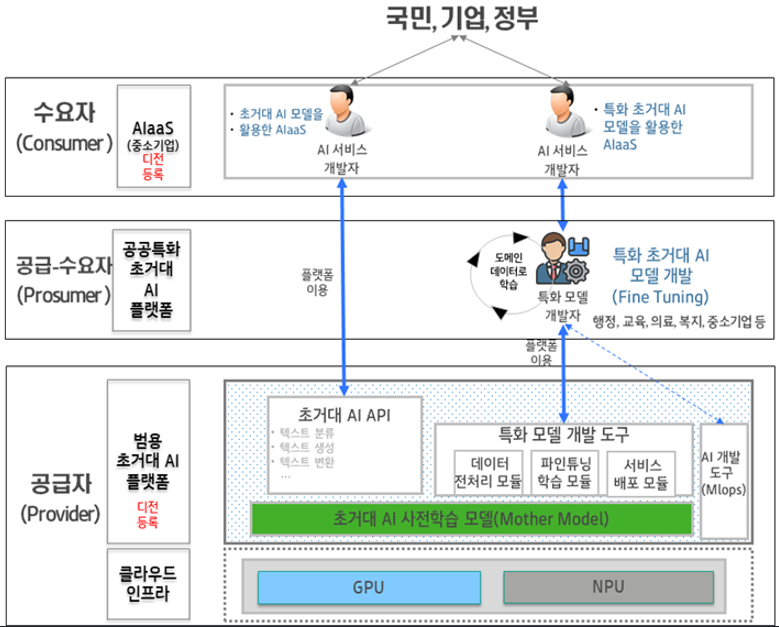 국민, 기업, 정부
수요자
(Consumer)
AIaaS
(중소기업)
디전
등록
• 초거대 AI 모델을
• 활용한 AIaaS
AI 서비스
개발자
AI 서비스
개발자
• 특화 초거대 AI
모델을 활용한
AIaaS
공급-수요자
(Prosumer)
공공특화
초거대
AI
플랫폼
플랫폼
이용
도메인
데이터로
학습
특화 모델
개발자
특화 초거대 AI
모델 개발
(Fine Tuning)
행정, 교육, 의료, 복지, 중소기업 등
플랫폼
이용
공급자
(Provider)
범용
초거대 AI
플랫폼
디전
등록
초거대 AI API
• 텍스트 분류
• 텍스트 생성
• 텍스트 변환
...
특화 모델 개발 도구
데이터
전처리 모듈
파인튜닝
학습 모듈
서비스
배포 모듈
AI 개발
도구
(Mlops)
초거대 AI 사전학습 모델(Mother Model)
클라우드
인프라
GPU
NPU